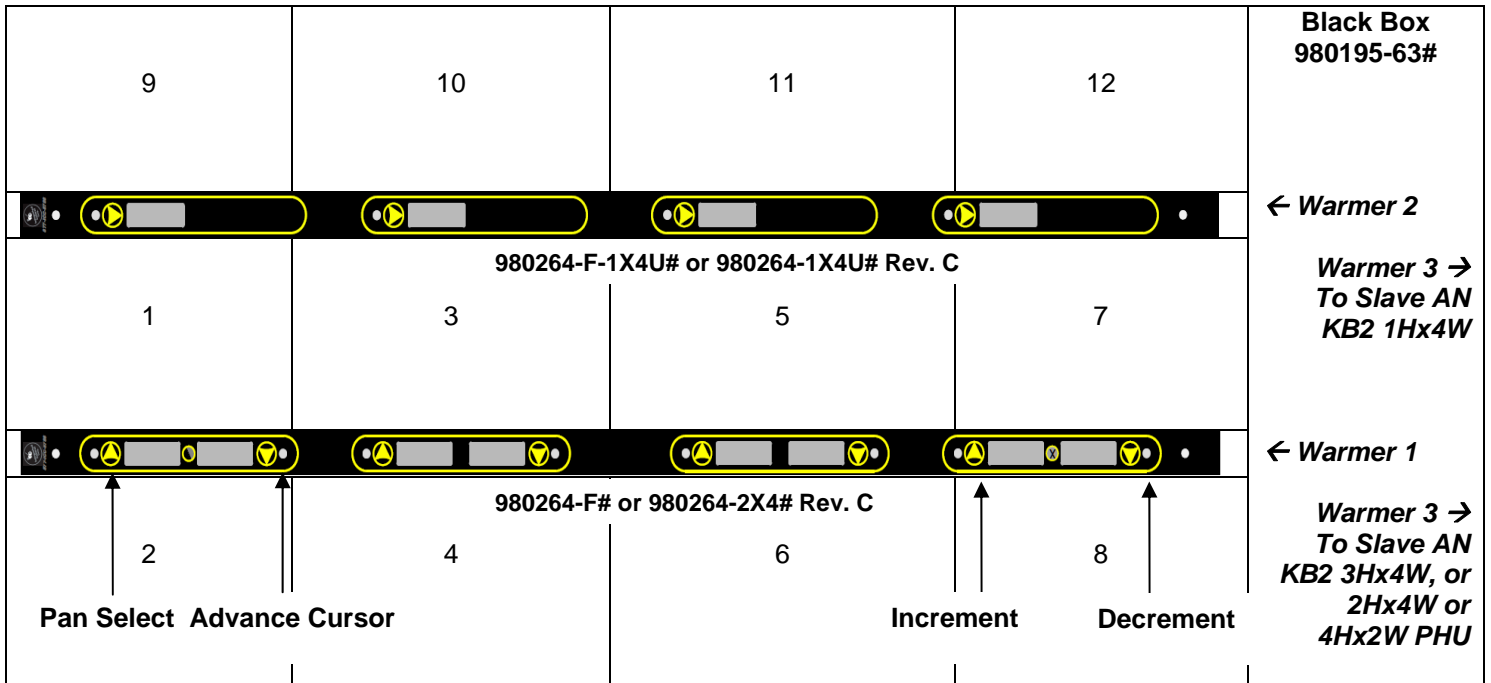 9 10 11 12
Black Box
980195-63#
← Warmer 2
980264-F-1X4U# or 980264-1X4U# Rev. C
1 3 5 7
Warmer 3 →
To Slave AN
KB2 1Hx4W
← Warmer 1
980264-F# or 980264-2X4# Rev. C
2 4 6 8
Warmer 3 →
To Slave AN
KB2 3Hx4W, or
2Hx4W or
4Hx2W PHU
Pan Select Advance Cursor Increment Decrement